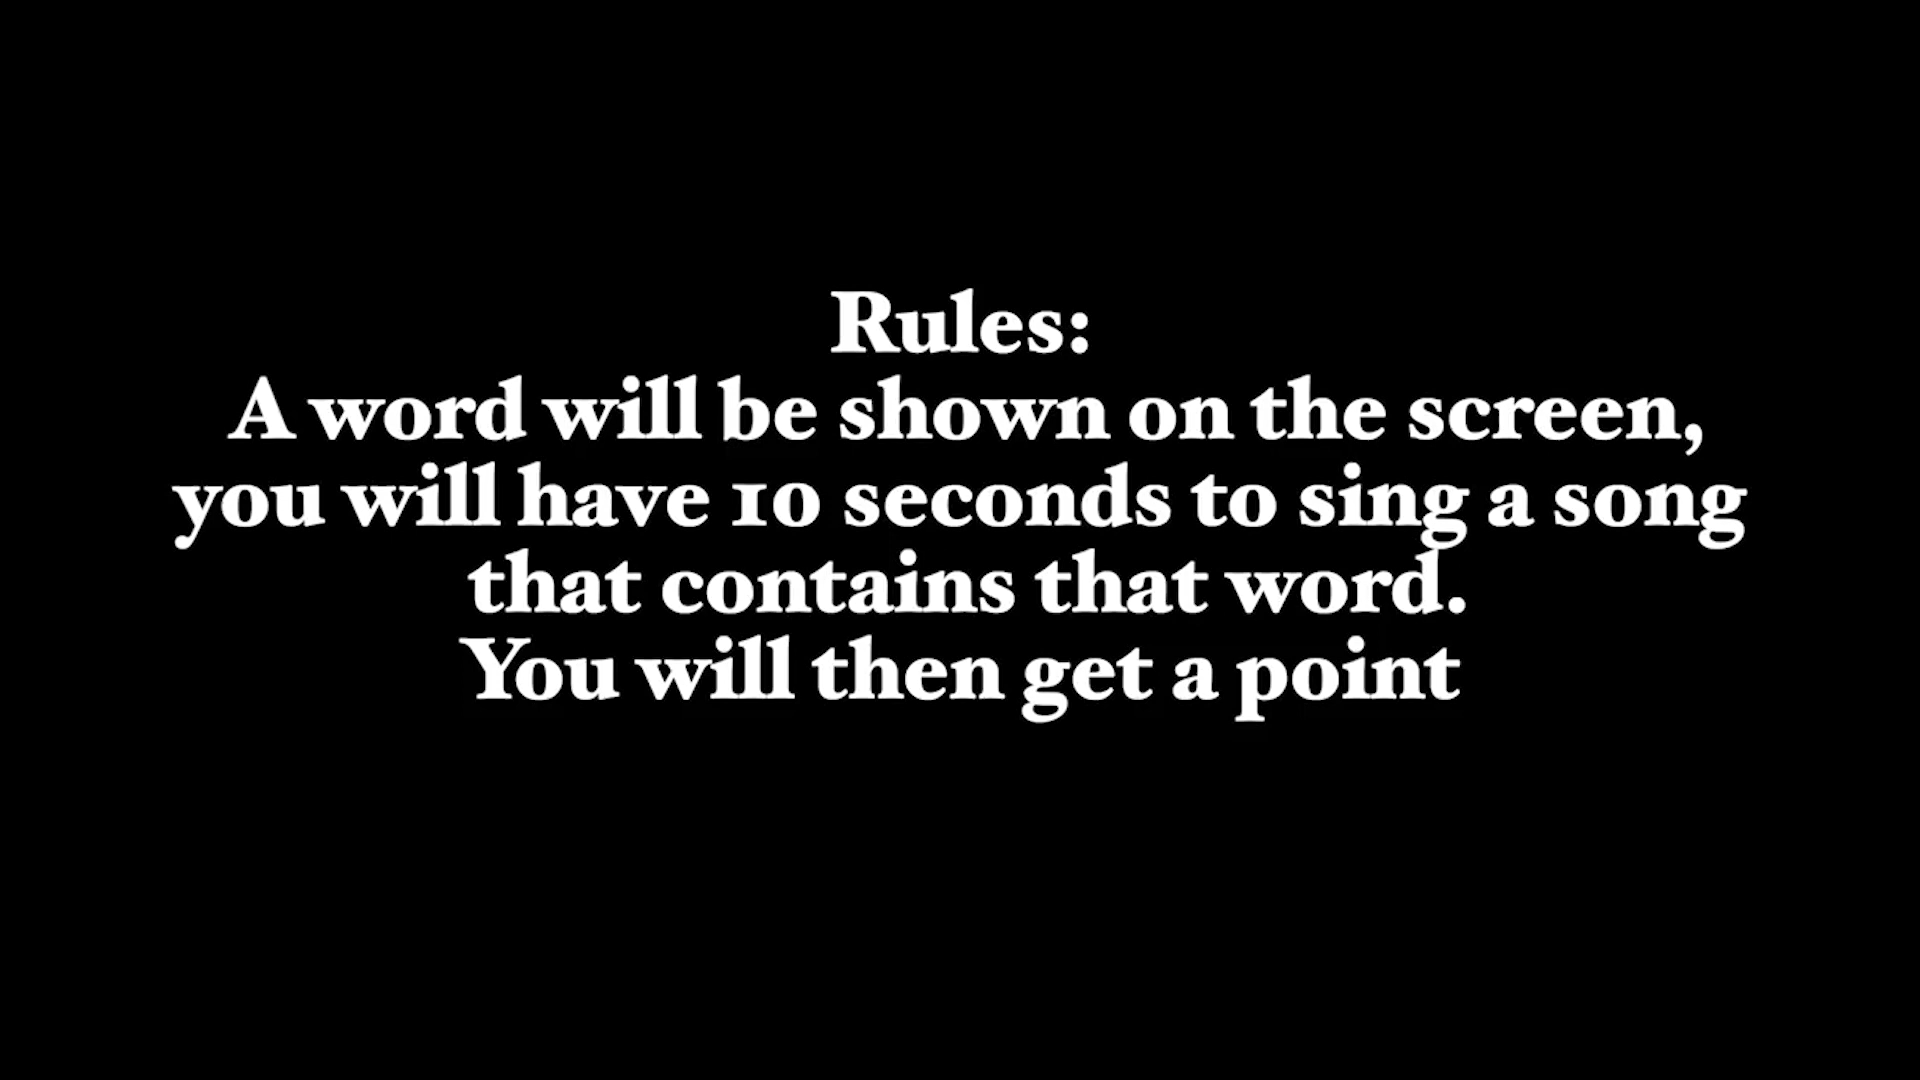 Rules:
A word will be shown on the screen,
you will have 10 seconds to sing a song
that contains that word.
You will then get a point